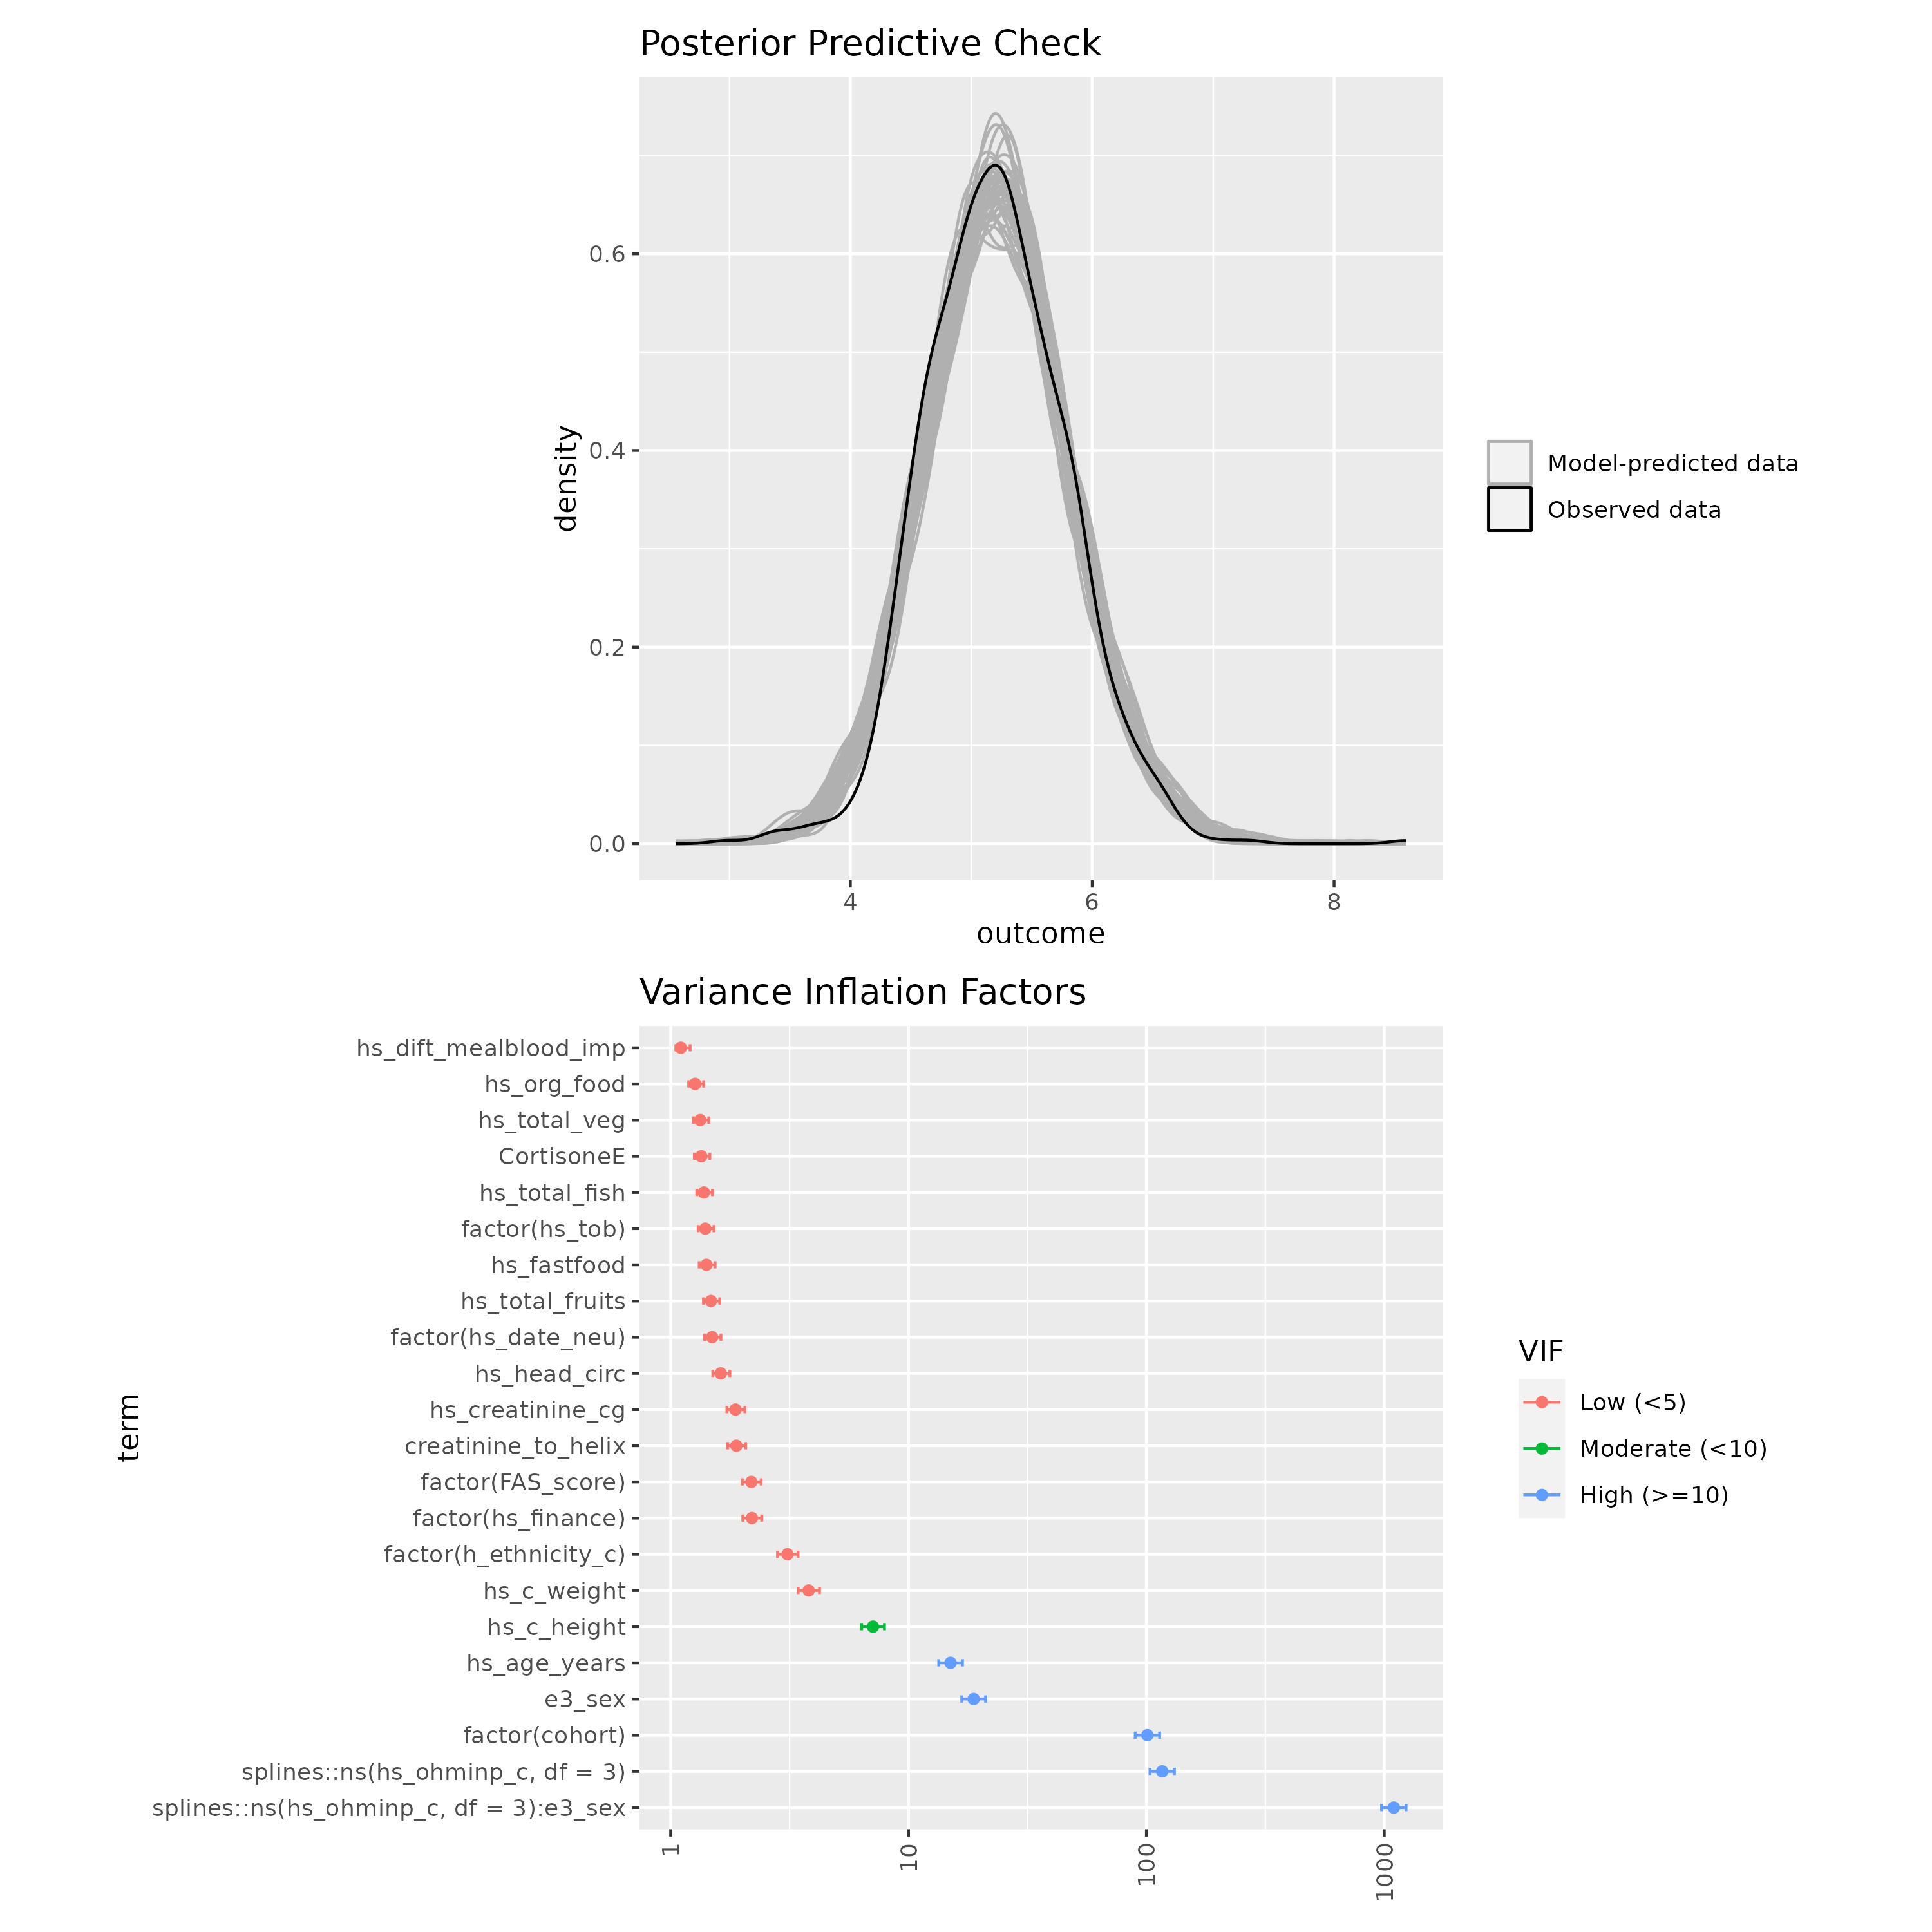 Posterior Predictive Check
density
0.6
0.4
0.2
0.0
4
6
8
outcome
Model-predicted data
Observed data
Variance Inflation Factors
term
hs_dift_mealblood_imp
hs_org_food
hs_total_veg
CortisoneE
hs_total_fish
factor(hs_tob)
hs_fastfood
hs_total_fruits
factor(hs_date_neu)
hs_head_circ
hs_creatinine_cg
creatinine_to_helix
factor(FAS_score)
factor(hs_finance)
factor(h_ethnicity_c)
hs_c_weight
hs_c_height
hs_age_years
e3_sex
factor(cohort)
splines::ns(hs_ohminp_c, df = 3)
splines::ns(hs_ohminp_c, df = 3):e3_sex
1
10
100
1000
VIF
Low (<5)
Moderate (<10)
High (>=10)